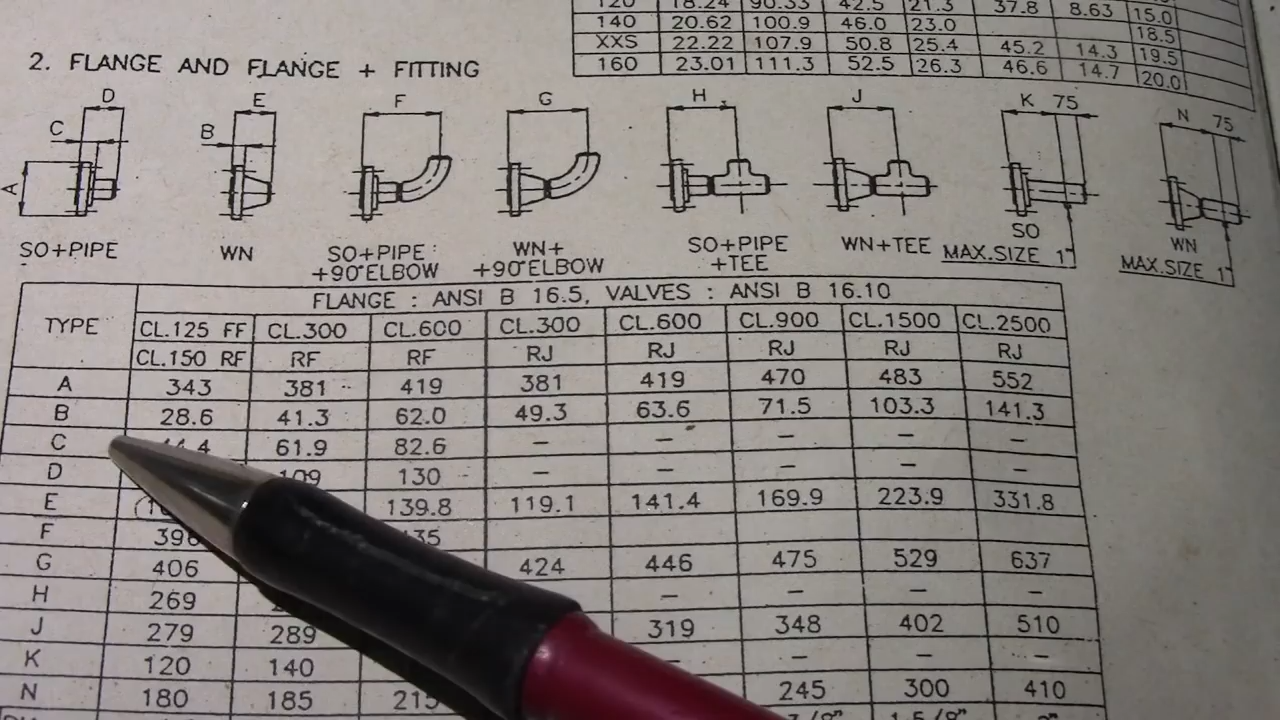 120 18.24 90.33 42.5 21.3 37.8 8.63 15.0
140 20.62 100.9 46.0 23.0 18.5
XXS 22.22 107.9 50.8 25.4 45.2 14.3 19.5
160 23.01 111.3 52.5 26.3 46.6 14.7 20.0
2. FLANGE AND FLANGE + FITTING
D E F G H J K 75 N 75
C B
A
SO+PIPE WN SO+PIPE WN+ SO+PIPE WN+TEE SO WN
+90°ELBOW +90°ELBOW +TEE MAX.SIZE 1" MAX.SIZE 1"
FLANGE : ANSI B 16.5, VALVES : ANSI B 16.10
TYPE CL.125 FF CL.300 CL.600 CL.300 CL.600 CL.900 CL.1500 CL.2500
CL.150 RF RF RF RJ RJ RJ RJ RJ
A 343 381 419 381 419 470 483 552
B 28.6 41.3 62.0 49.3 63.6 71.5 103.3 141.3
C 61.9 82.6 – – – – –
D 109 130 – – – – –
E 139.8 119.1 141.4 169.9 223.9 331.8
F
G 406 424 446 475 529 637
H 269 – – – –
J 279 289 319 348 402 510
K 120 140 – – – –
N 180 185 215 245 300 410